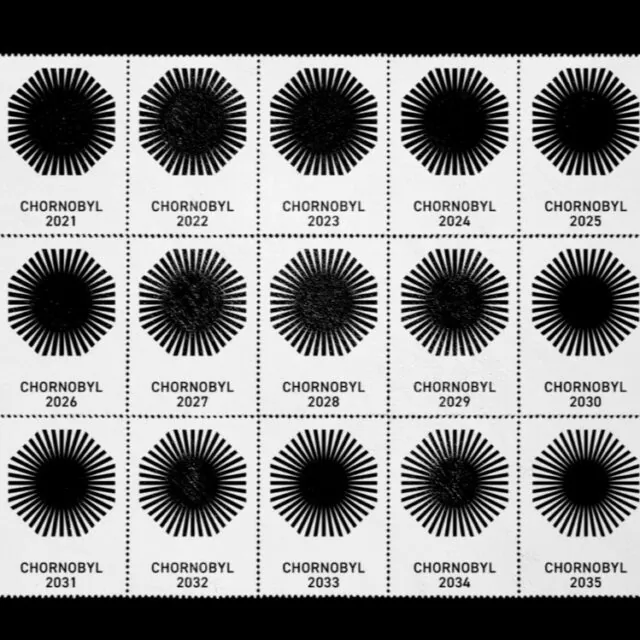 CHORNOBYL
2021
CHORNOBYL
2022
CHORNOBYL
2023
CHORNOBYL
2024
CHORNOBYL
2025
CHORNOBYL
2026
CHORNOBYL
2027
CHORNOBYL
2028
CHORNOBYL
2029
CHORNOBYL
2030
CHORNOBYL
2031
CHORNOBYL
2032
CHORNOBYL
2033
CHORNOBYL
2034
CHORNOBYL
2035